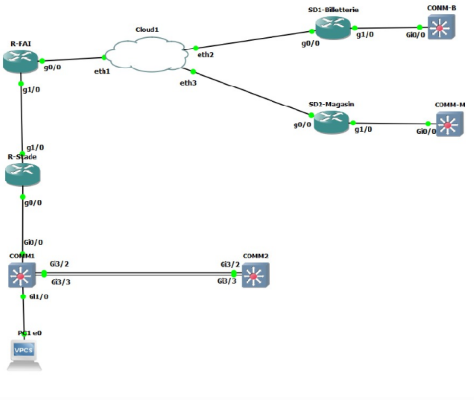 SD1-Billetterie
COMM-B
Cloud1
R-FAI
eth2
g0/0
g1/0
Gi0/0
g0/0
eth1
eth3
g1/0
SD2-Magasin
COMM-M
g0/0
g1/0
Gi0/0
g1/0
R-Stade
g0/0
Gi0/0
COMM1
COMM2
Gi3/2
Gi3/2
Gi3/3
Gi3/3
Gi1/0
PC1 e0
VPCS